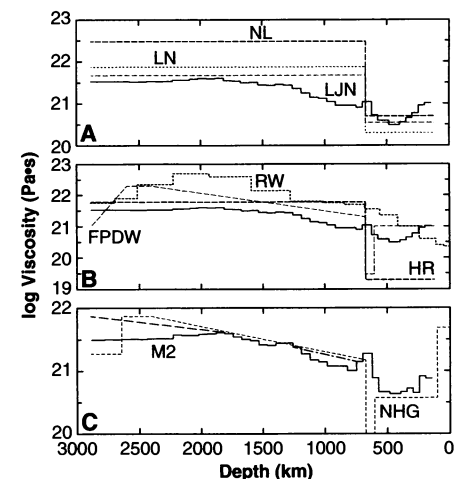 23
22
21
20
NL
LN
LJN
A
23
22
21
20
19
RW
FPDW
HR
B
22
21
20
M2
NHG
C
log Viscosity (Pa•s)
3000 2500 2000 1500 1000 500 0
Depth (km)